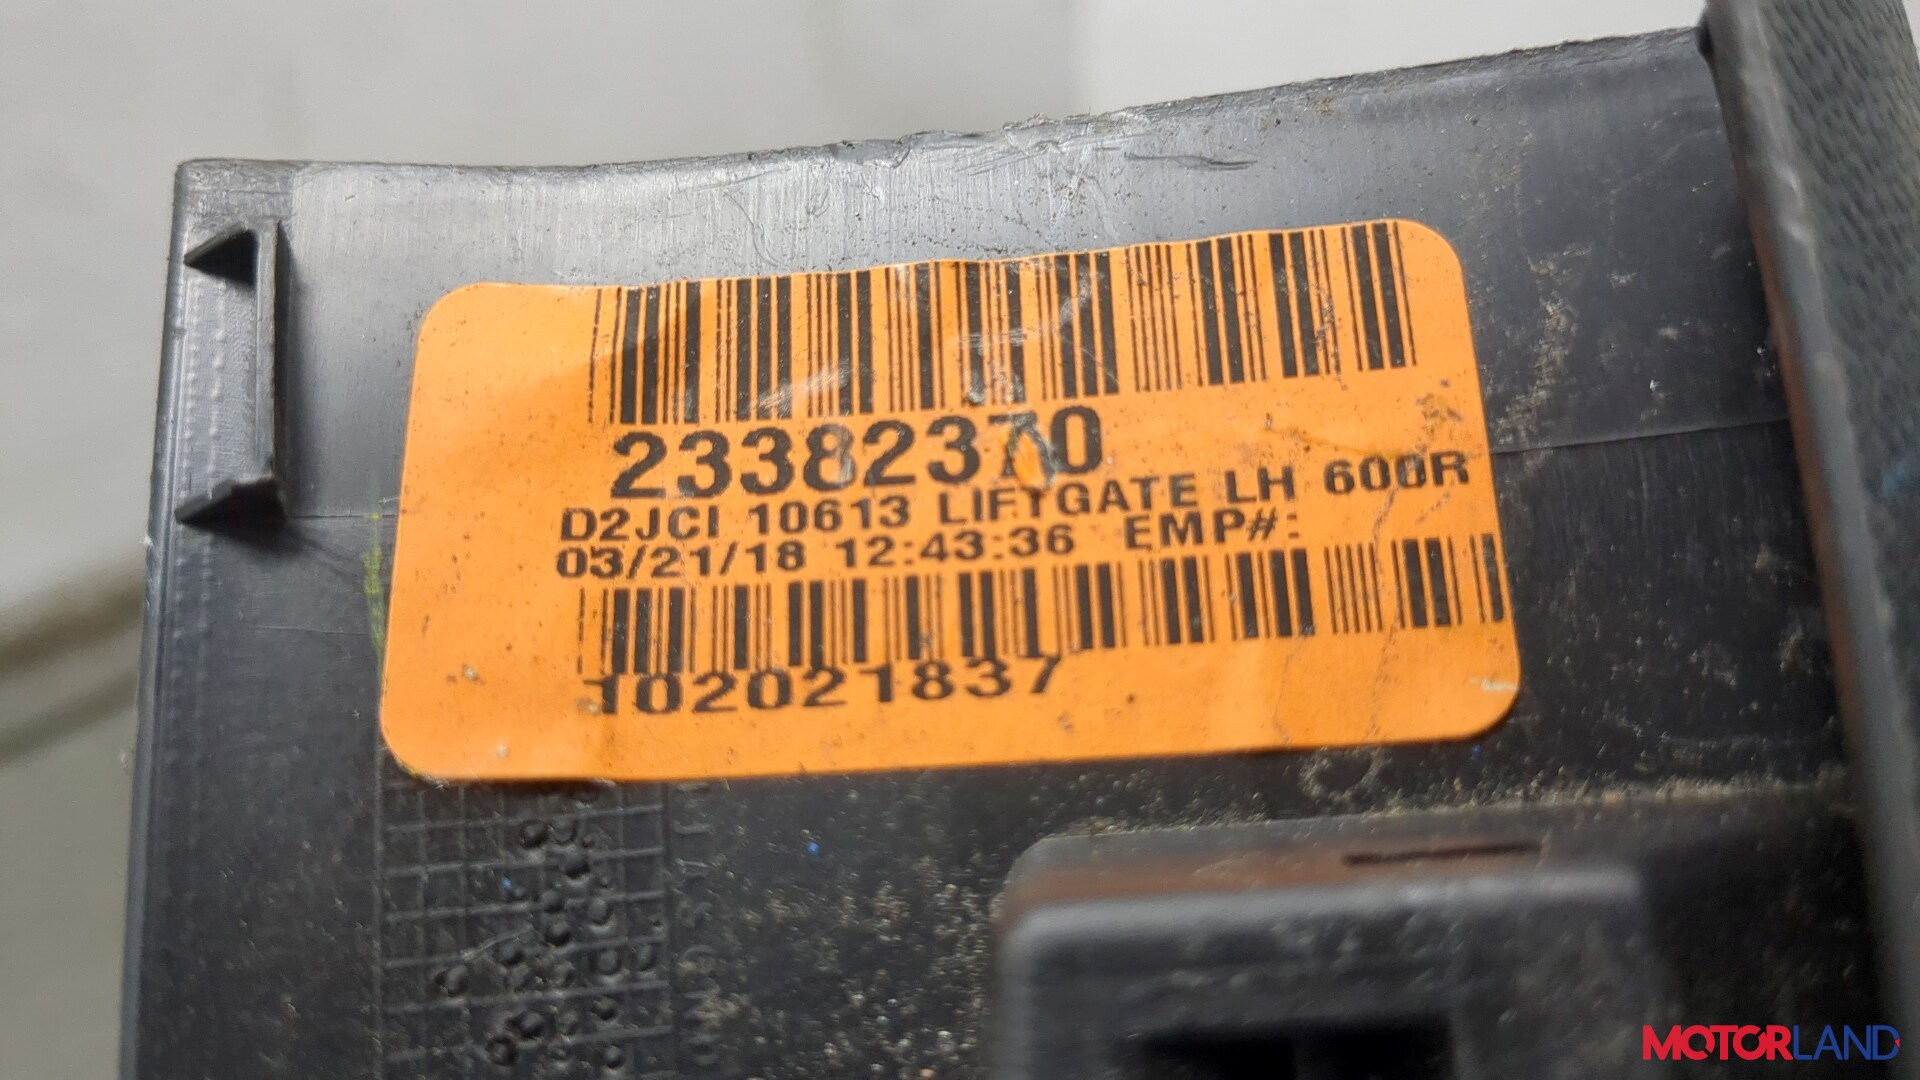 23382370
D2JCI 10613 LIFTGATE LH 600R
03/21/18 12:43:36 EMP#:
102021837
J A S O N D
MOTORLAND